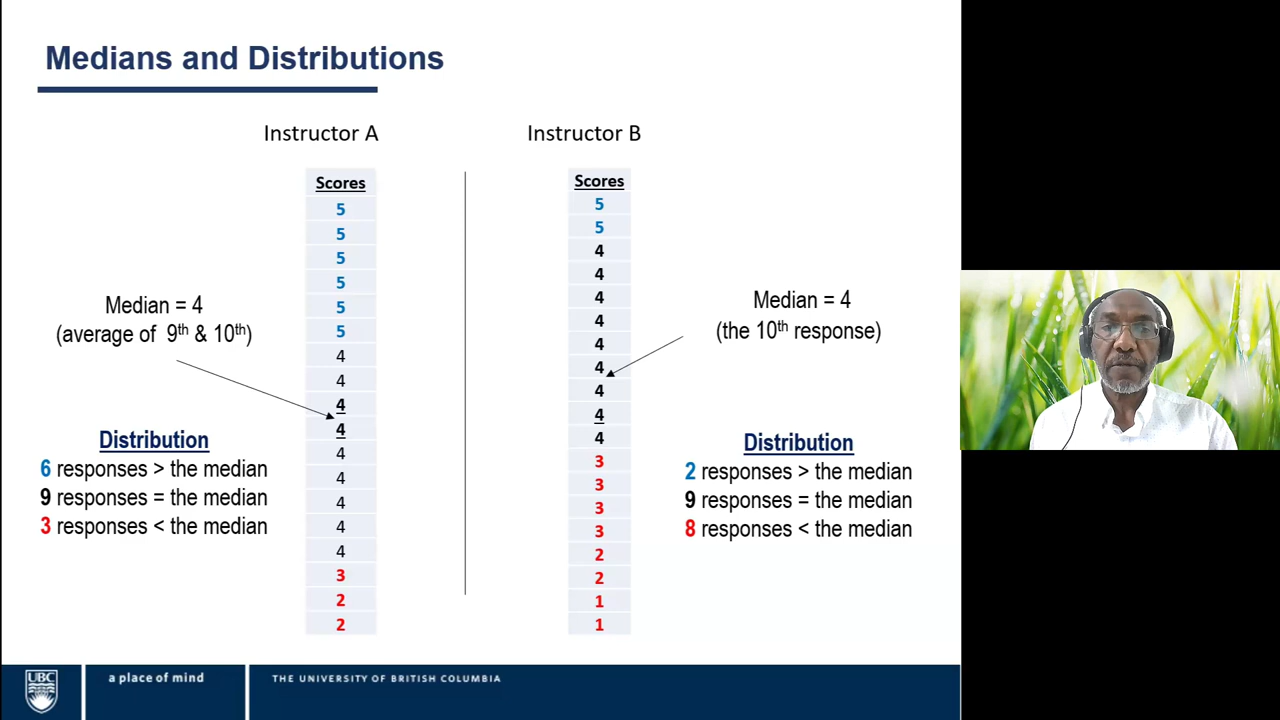 Medians and Distributions
Instructor A
Scores
5
5
5
5
5
5
4
4
4
4
4
4
4
4
4
3
2
2
Median = 4
(average of 9th & 10th)
Distribution
6 responses > the median
9 responses = the median
3 responses < the median
Instructor B
Scores
5
5
4
4
4
4
4
4
4
4
4
3
3
3
3
2
2
1
1
Median = 4
(the 10th response)
Distribution
2 responses > the median
9 responses = the median
8 responses < the median
UBC
a place of mind
THE UNIVERSITY OF BRITISH COLUMBIA